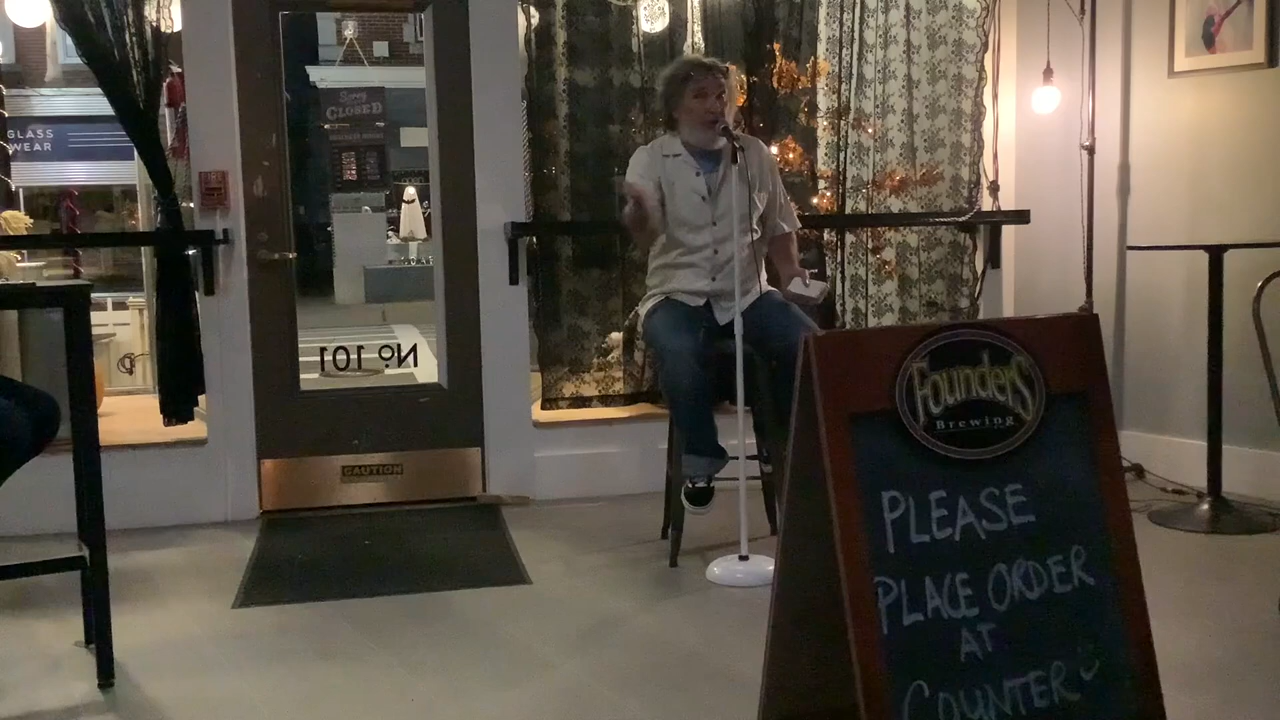 GLASS
WEAR
Sorry
CLOSED
Nº 101
CAUTION
Founders
Brewing
PLEASE
PLACE ORDER
AT
COUNTER